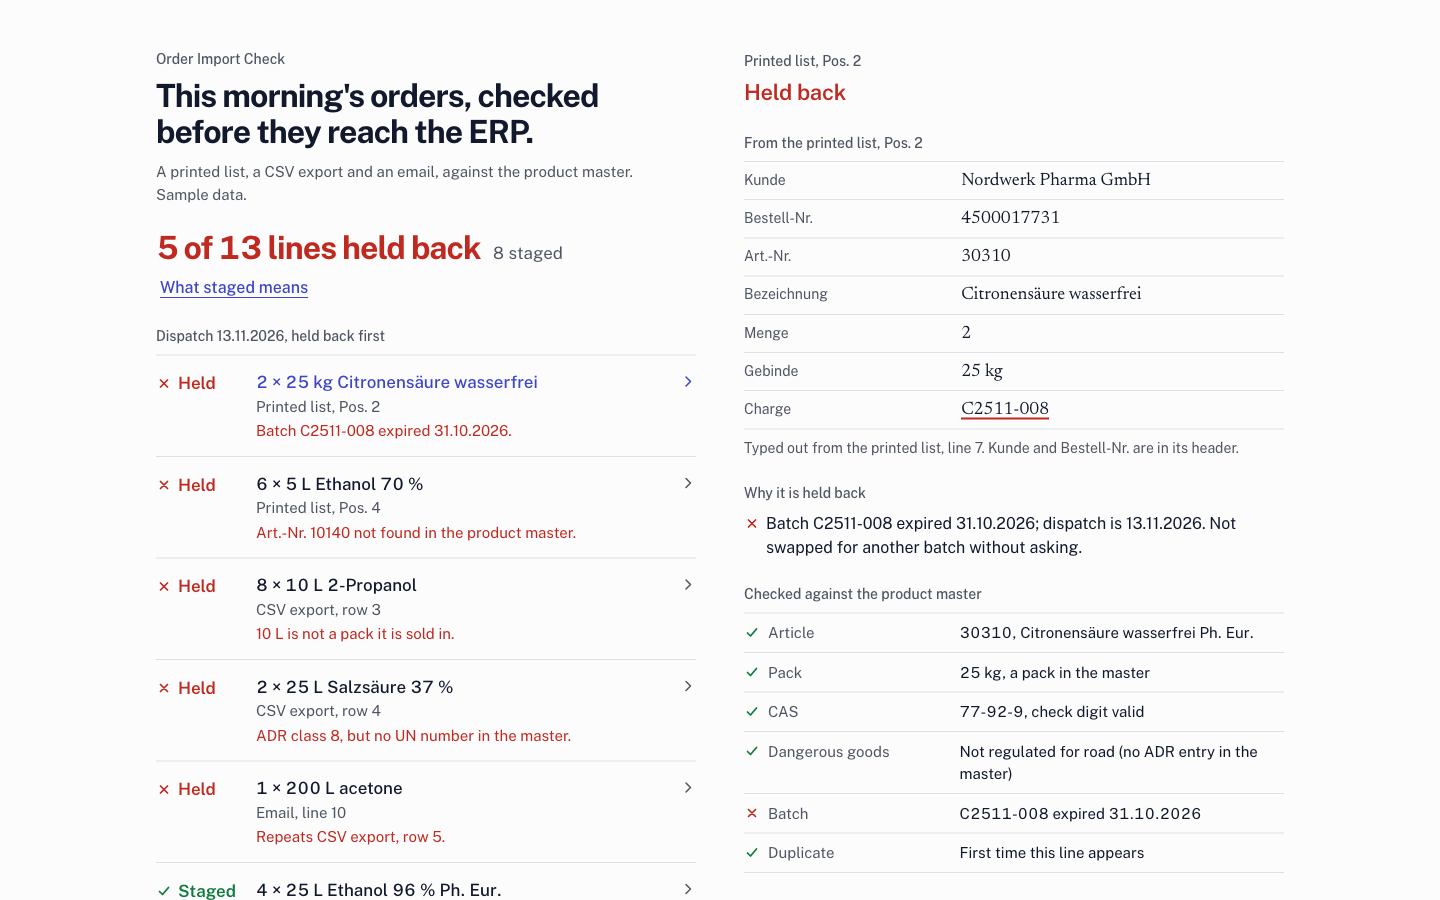 Order Import Check
This morning's orders, checked
before they reach the ERP.
A printed list, a CSV export and an email, against the product master.
Sample data.
5 of 13 lines held back 8 staged
What staged means
Dispatch 13.11.2026, held back first
Held 2 × 25 kg Citronensäure wasserfrei
Printed list, Pos. 2
Batch C2511-008 expired 31.10.2026.
Held 6 × 5 L Ethanol 70 %
Printed list, Pos. 4
Art.-Nr. 10140 not found in the product master.
Held 8 × 10 L 2-Propanol
CSV export, row 3
10 L is not a pack it is sold in.
Held 2 × 25 L Salzsäure 37 %
CSV export, row 4
ADR class 8, but no UN number in the master.
Held 1 × 200 L acetone
Email, line 10
Repeats CSV export, row 5.
Staged 4 × 25 L Ethanol 96 % Ph. Eur.
Printed list, Pos. 2
Held back
From the printed list, Pos. 2
Kunde Nordwerk Pharma GmbH
Bestell-Nr. 4500017731
Art.-Nr. 30310
Bezeichnung Citronensäure wasserfrei
Menge 2
Gebinde 25 kg
Charge C2511-008
Typed out from the printed list, line 7. Kunde and Bestell-Nr. are in its header.
Why it is held back
Batch C2511-008 expired 31.10.2026; dispatch is 13.11.2026. Not
swapped for another batch without asking.
Checked against the product master
Article 30310, Citronensäure wasserfrei Ph. Eur.
Pack 25 kg, a pack in the master
CAS 77-92-9, check digit valid
Dangerous goods Not regulated for road (no ADR entry in the
master)
Batch C2511-008 expired 31.10.2026
Duplicate First time this line appears